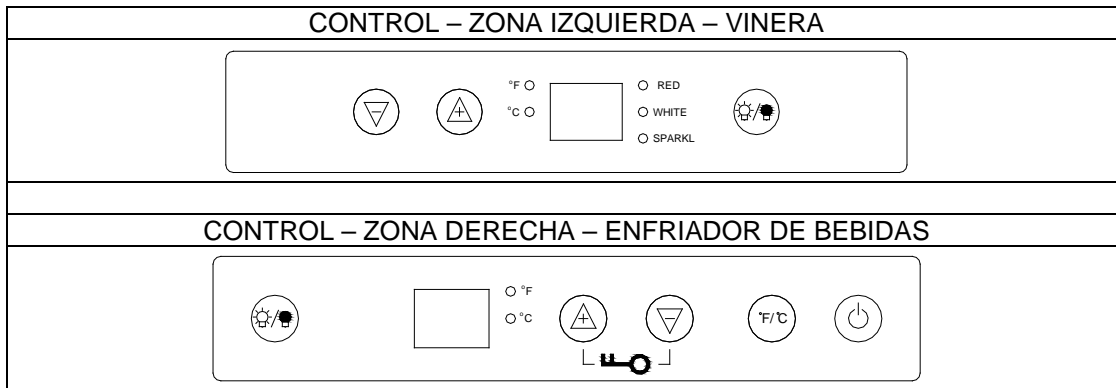 CONTROL – ZONA IZQUIERDA – VINERA
°F
RED
°C
WHITE
SPARKL
CONTROL – ZONA DERECHA – ENFRIADOR DE BEBIDAS
°F
°C
°F/°C